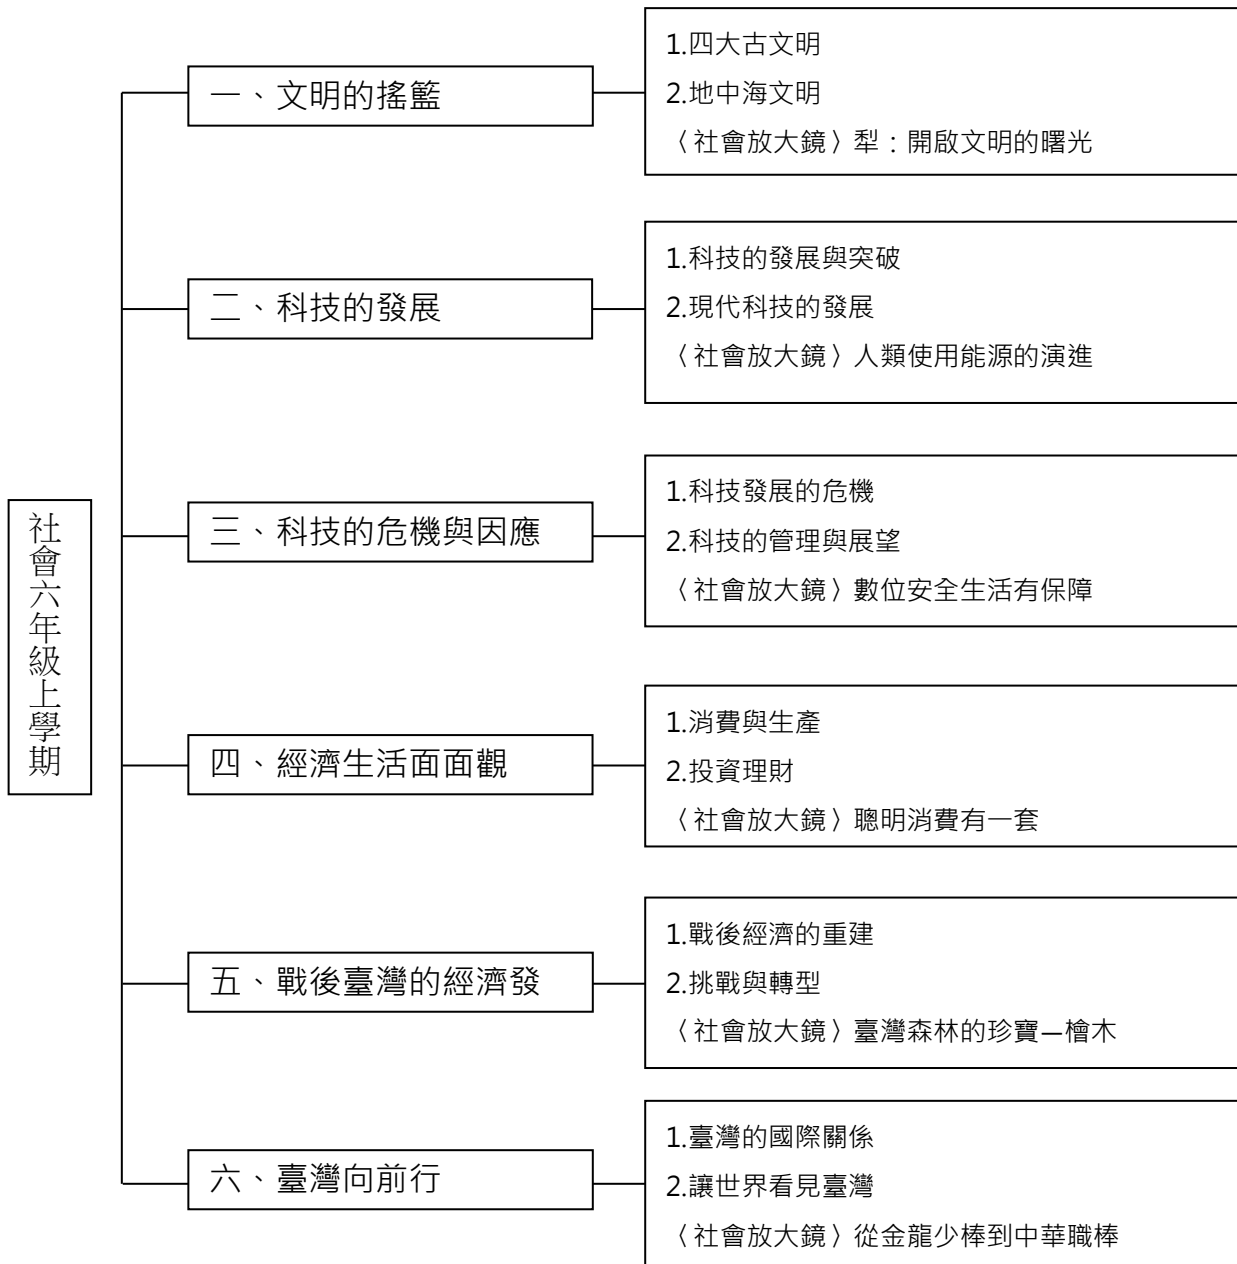 社會六年級上學期
一、文明的搖籃
1.四大古文明
2.地中海文明
〈社會放大鏡〉犁：開啟文明的曙光
二、科技的發展
1.科技的發展與突破
2.現代科技的發展
〈社會放大鏡〉人類使用能源的演進
三、科技的危機與因應
1.科技發展的危機
2.科技的管理與展望
〈社會放大鏡〉數位安全生活有保障
四、經濟生活面面觀
1.消費與生產
2.投資理財
〈社會放大鏡〉聰明消費有一套
五、戰後臺灣的經濟發
1.戰後經濟的重建
2.挑戰與轉型
〈社會放大鏡〉臺灣森林的珍寶—檜木
六、臺灣向前行
1.臺灣的國際關係
2.讓世界看見臺灣
〈社會放大鏡〉從金龍少棒到中華職棒